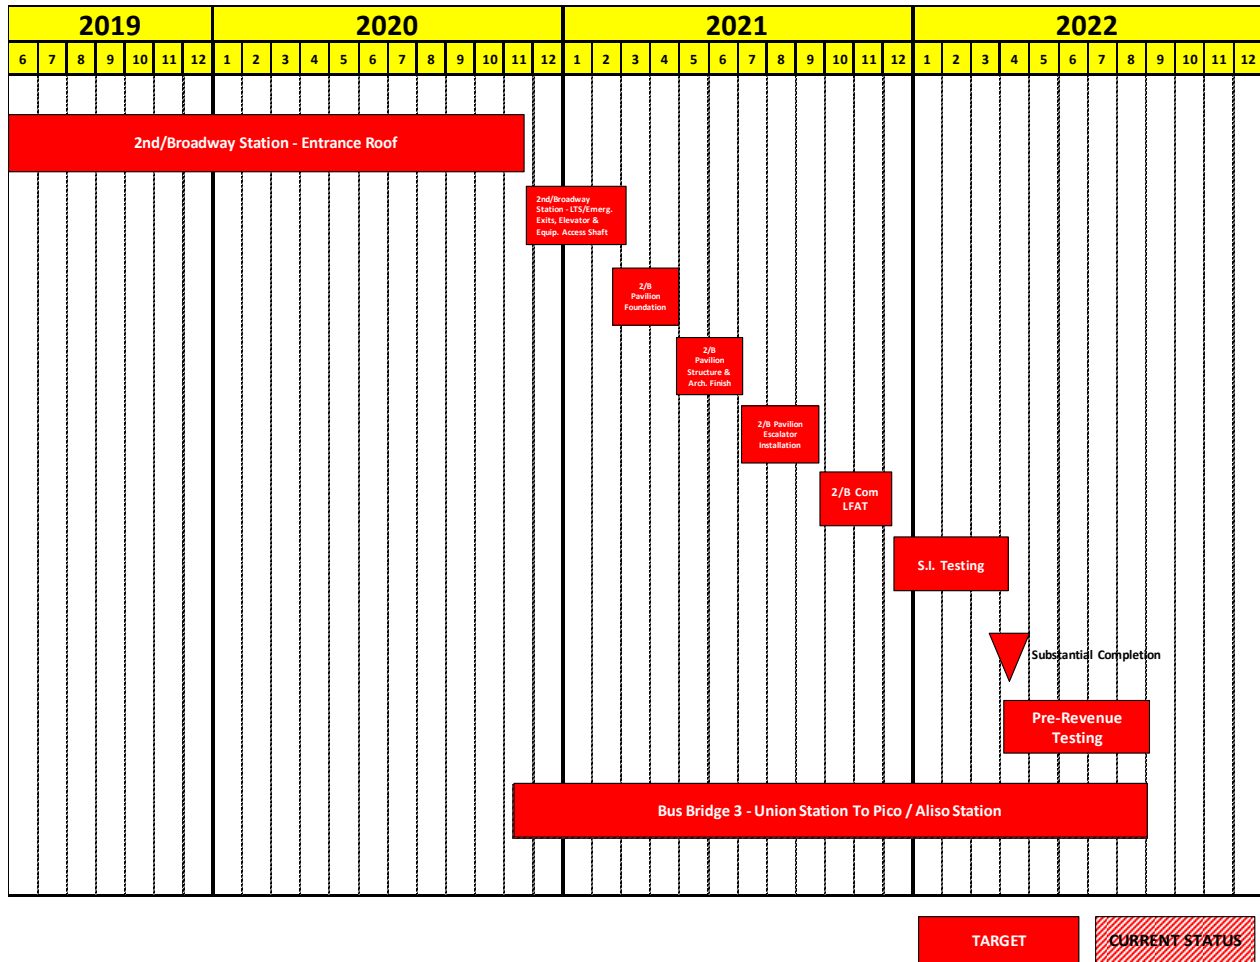 2019 2020 2021 2022
6 7 8 9 10 11 12 1 2 3 4 5 6 7 8 9 10 11 12 1 2 3 4 5 6 7 8 9 10 11 12 1 2 3 4 5 6 7 8 9 10 11 12
2nd/Broadway Station - Entrance Roof
2nd/Broadway
Station - LTS/Emerg.
Exits, Elevator &
Equip. Access Shaft
2/B
Pavilion
Foundation
2/B
Pavilion
Structure &
Arch. Finish
2/B Pavilion
Escalator
Installation
2/B Com
LFAT
S.I. Testing
Substantial Completion
Pre-Revenue
Testing
Bus Bridge 3 - Union Station To Pico / Aliso Station
TARGET
CURRENT STATUS